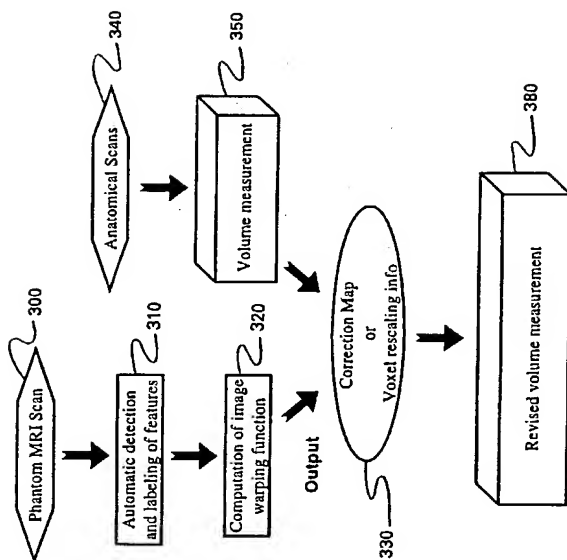 Phantom MRI Scan
300
Automatic detection
and labeling of features
310
Computation of image
warping function
320
Output
Anatomical Scans
340
Volume measurement
350
Correction Map
or
Voxel rescaling info
330
Revised volume measurement
380